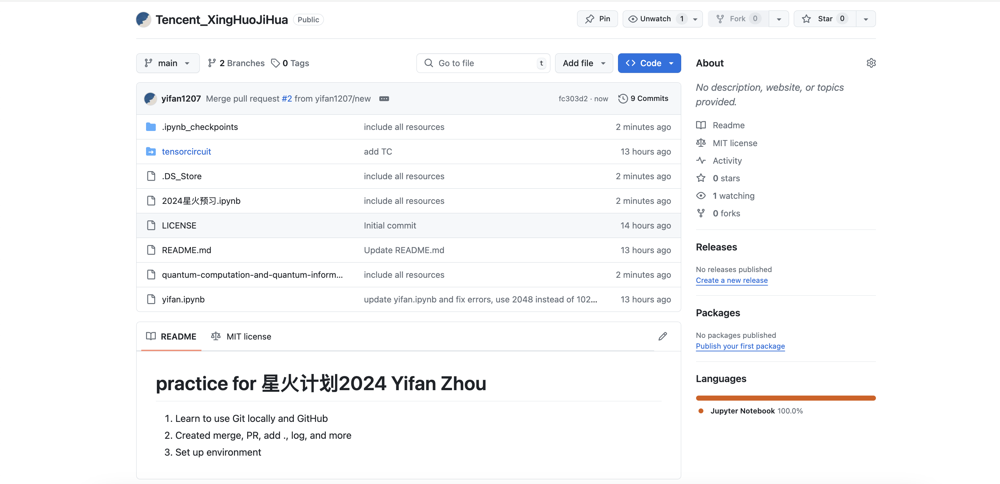 Tencent_XingHuoJiHua Public
Pin
Unwatch 1
Fork 0
Star 0
main
2 Branches
0 Tags
Go to file t
Add file
Code
yifan1207 Merge pull request #2 from yifan1207/new
fc303d2 · now
9 Commits
.ipynb_checkpoints include all resources 2 minutes ago
tensorcircuit add TC 13 hours ago
.DS_Store include all resources 2 minutes ago
2024星火预习.ipynb include all resources 2 minutes ago
LICENSE Initial commit 14 hours ago
README.md Update README.md 13 hours ago
quantum-computation-and-quantum-inform... include all resources 2 minutes ago
yifan.ipynb update yifan.ipynb and fix errors, use 2048 instead of 102... 13 hours ago
README
MIT license
practice for 星火计划2024 Yifan Zhou
1. Learn to use Git locally and GitHub
2. Created merge, PR, add ., log, and more
3. Set up environment
About
No description, website, or topics
provided.
Readme
MIT license
Activity
0 stars
1 watching
0 forks
Releases
No releases published
Create a new release
Packages
No packages published
Publish your first package
Languages
Jupyter Notebook 100.0%